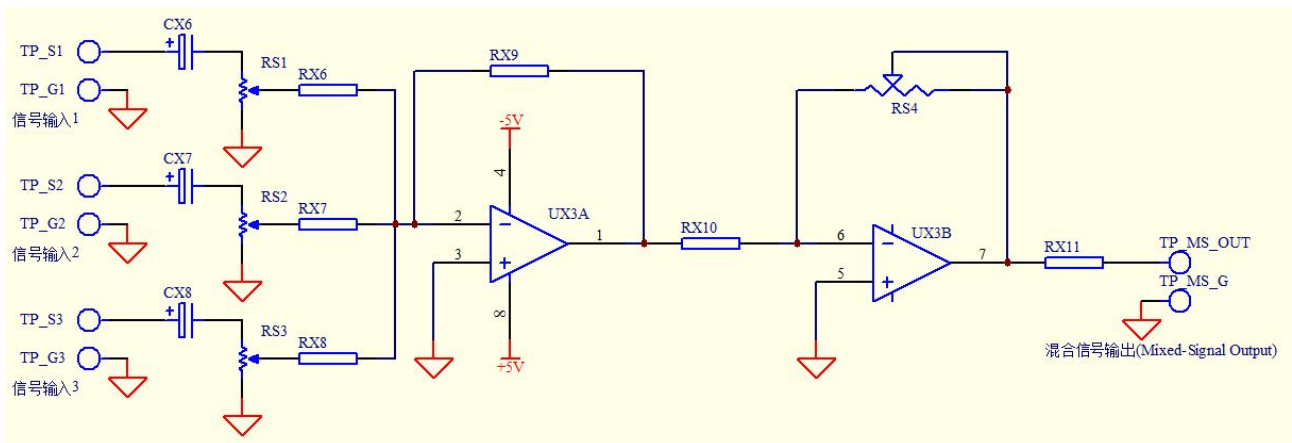 CX6
TP_S1
RS1
RX6
TP_G1
信号输入1
CX7
TP_S2
RS2
RX7
TP_G2
信号输入2
CX8
TP_S3
RS3
RX8
TP_G3
信号输入3
RX9
-5V
4
2
UX3A
1
3
8
+5V
RX10
RS4
6
UX3B
7
5
RX11
TP_MS_OUT
TP_MS_G
混合信号输出(Mixed-Signal Output)